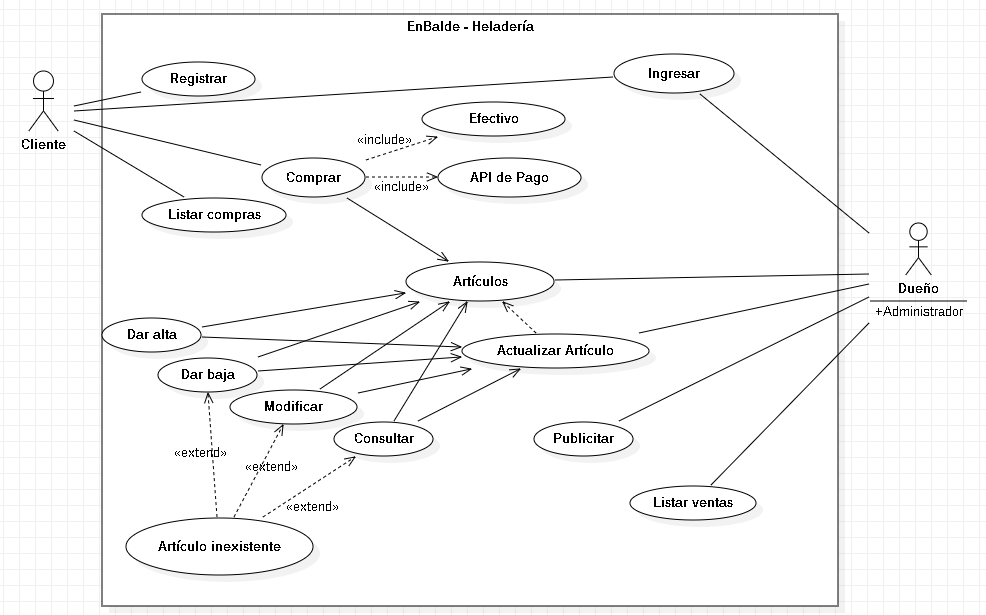 EnBalde - Heladería
Registrar
Ingresar
Efectivo
«include»
Cliente
Comprar
API de Pago
«include»
Listar compras
Artículos
Dueño
+Administrador
Dar alta
Actualizar Artículo
Dar baja
Modificar
Consultar
Publicitar
«extend»
«extend»
Listar ventas
«extend»
Artículo inexistente